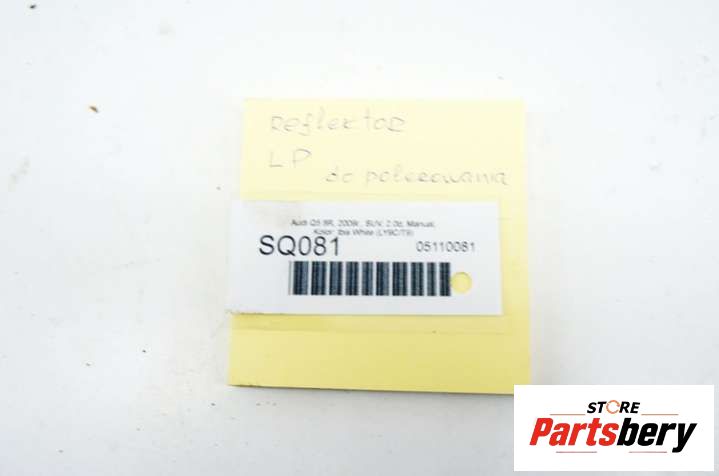 Reflektor
LP
do polerowania
Audi Q5 8R, 2009r., SUV, 2.0d, Manual,
Kolor: Ibis White (LY9C/T9)
SQ081 05110081
STORE
Partsbery